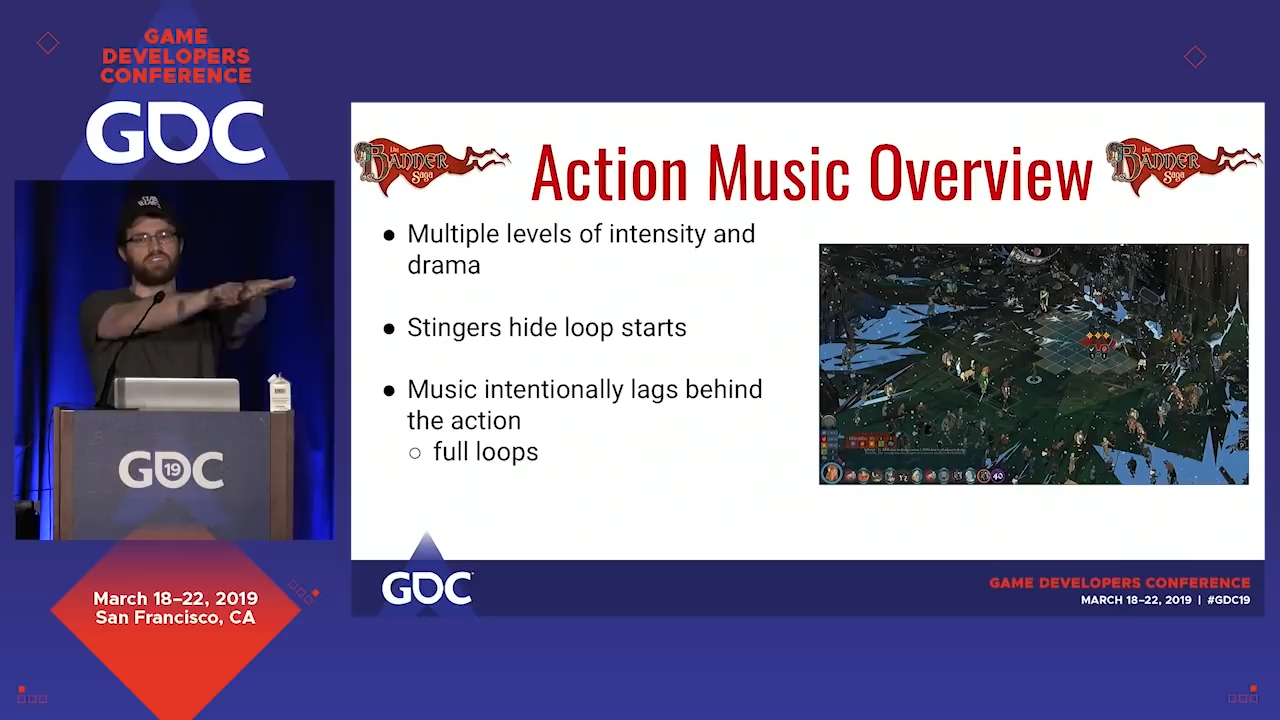 GAME
DEVELOPERS
CONFERENCE
GDC
GDC
19
March 18–22, 2019
San Francisco, CA
the
BANNER
Saga
Action Music Overview
the
BANNER
Saga
● Multiple levels of intensity and
drama
● Stingers hide loop starts
● Music intentionally lags behind
the action
○ full loops
40
GDC
GAME DEVELOPERS CONFERENCE
MARCH 18–22, 2019 | #GDC19